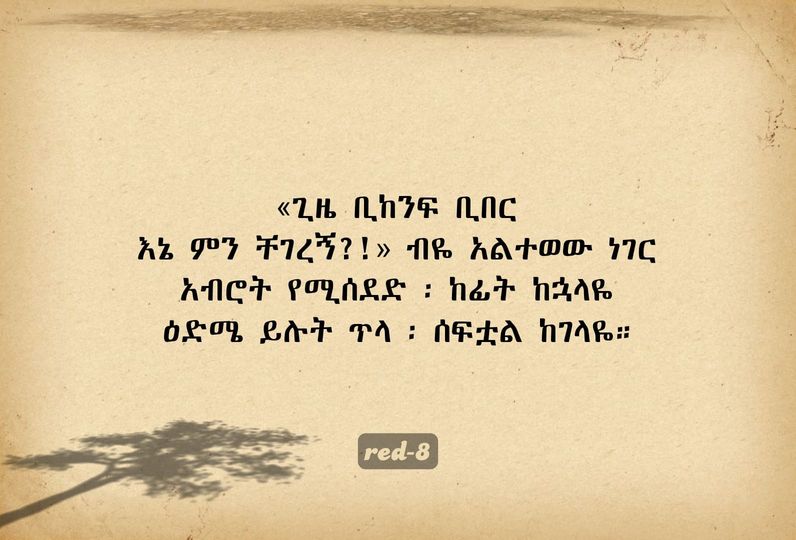 «ጊዜ ቢከንፍ ቢበር
እኔ ምን ቸገረኝ?!» ብዬ አልተወው ነገር
አብሮት የሚሰደድ ፡ ከፊት ከኋላዬ
ዕድሜ ይሉት ጥላ ፡ ሰፍቷል ከገላዬ።
red-8